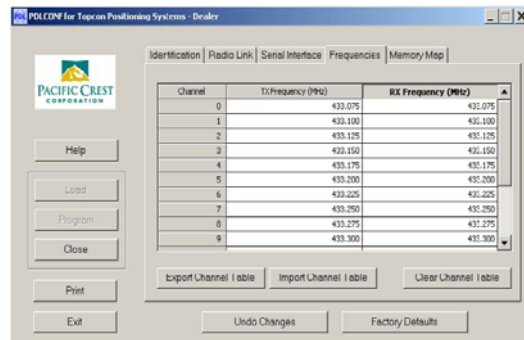 PDL PDLCONF for Topcon Positioning Systems - Dealer
PACIFIC CREST
CORPORATION
Help
Load
Program
Close
Print
Exit
Identification Radio Link Serial Interface Frequencies Memory Map
Channel TX Frequency (MHz) RX Frequency (MHz)
0 433.075 433.075
1 433.100 433.100
2 433.125 433.125
3 433.150 433.150
4 433.175 433.175
5 433.200 433.200
6 433.225 433.225
7 433.250 433.250
8 433.275 433.275
9 433.300 433.300
Export Channel Table Import Channel Table Clear Channel Table
Undo Changes Factory Defaults